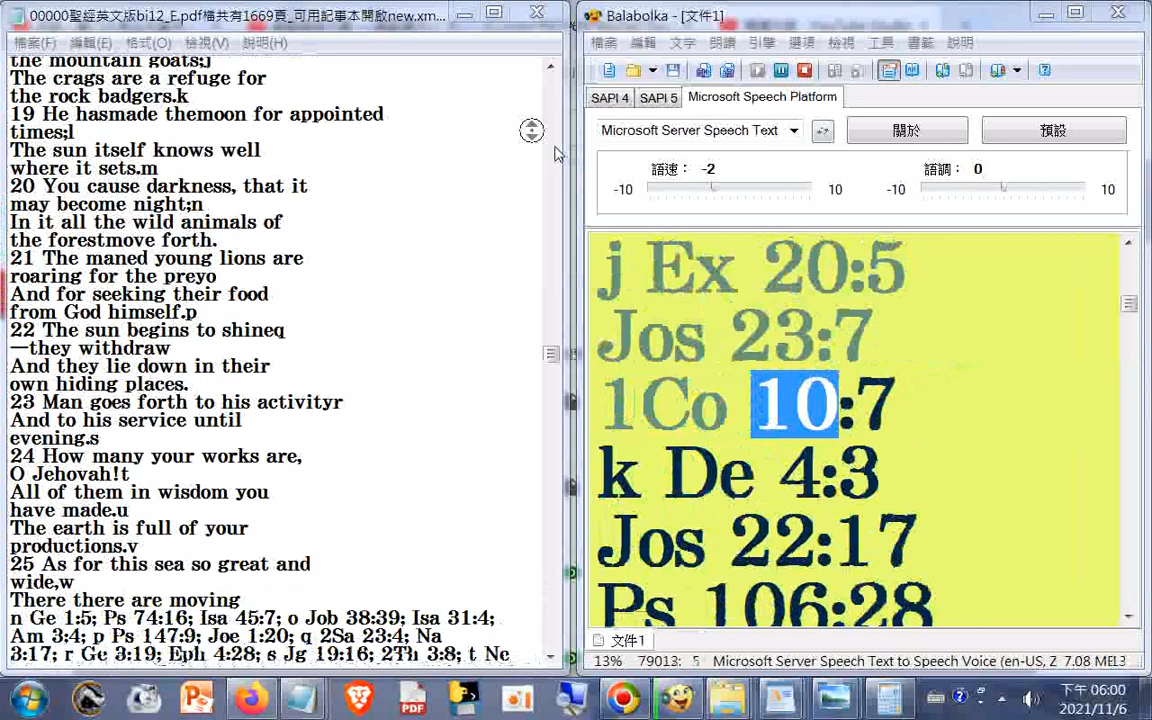 00000聖經英文版bi12_E.pdf檔共有1669頁_可用記事本開啟new.xm...
檔案(F) 編輯(E) 格式(O) 檢視(V) 說明(H)
the mountain goats;j
The crags are a refuge for
the rock badgers.k
19 He hasmade themoon for appointed
times;l
The sun itself knows well
where it sets.m
20 You cause darkness, that it
may become night;n
In it all the wild animals of
the forestmove forth.
21 The maned young lions are
roaring for the preyo
And for seeking their food
from God himself.p
22 The sun begins to shineq
—they withdraw
And they lie down in their
own hiding places.
23 Man goes forth to his activityr
And to his service until
evening.s
24 How many your works are,
O Jehovah!t
All of them in wisdom you
have made.u
The earth is full of your
productions.v
25 As for this sea so great and
wide,w
There there are moving
n Ge 1:5; Ps 74:16; Isa 45:7; o Job 38:39; Isa 31:4;
Am 3:4; p Ps 147:9; Joe 1:20; q 2Sa 23:4; Na
3:17; r Ge 3:19; Eph 4:28; s Jg 19:16; 2Th 3:8; t Ne
Balabolka - [文件1]
檔案 編輯 文字 朗讀 引擎 選項 檢視 工具 書籤 說明
SAPI 4 SAPI 5 Microsoft Speech Platform
Microsoft Server Speech Text 關於 預設
語速: -2 語調: 0
-10 10 -10 10
j Ex 20:5
Jos 23:7
1Co 10:7
k De 4:3
Jos 22:17
Ps 106:28
文件1
13% 79013: 5 Microsoft Server Speech Text to Speech Voice (en-US, Z 7.08 ME
下午 06:00
2021/11/6